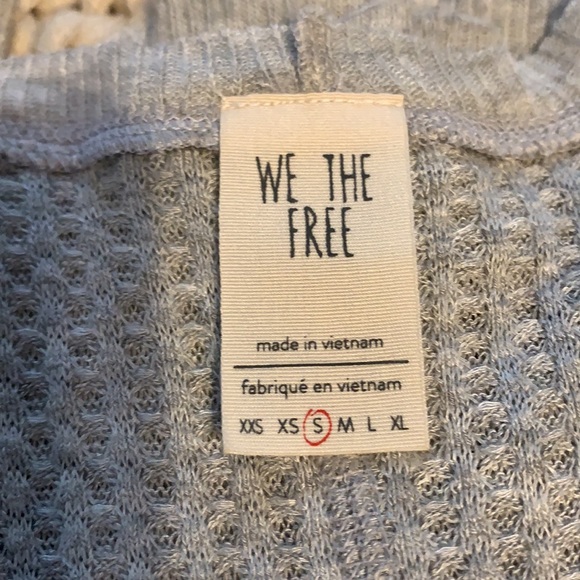 WE THE
FREE
made in vietnam
fabriqué en vietnam
XXS XS S M L XL